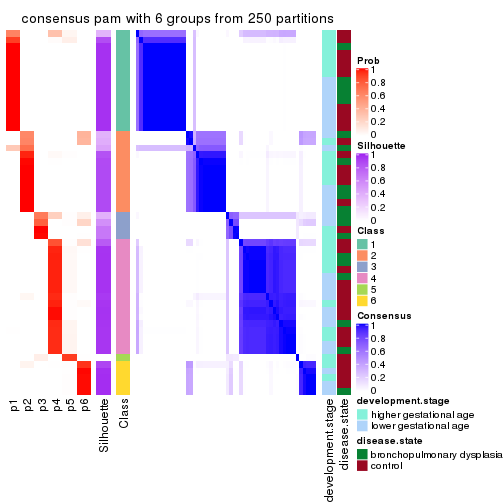 consensus pam with 6 groups from 250 partitions
Prob
1
0.8
0.6
0.4
0.2
0
Silhouette
1
0.8
0.6
0.4
0.2
0
Class
1
2
3
4
5
6
Consensus
1
0.8
0.6
0.4
0.2
0
development.stage
higher gestational age
lower gestational age
disease.state
bronchopulmonary dysplasia
control
p1
p2
p3
p4
p5
p6
Silhouette
Class
development.stage
disease.state